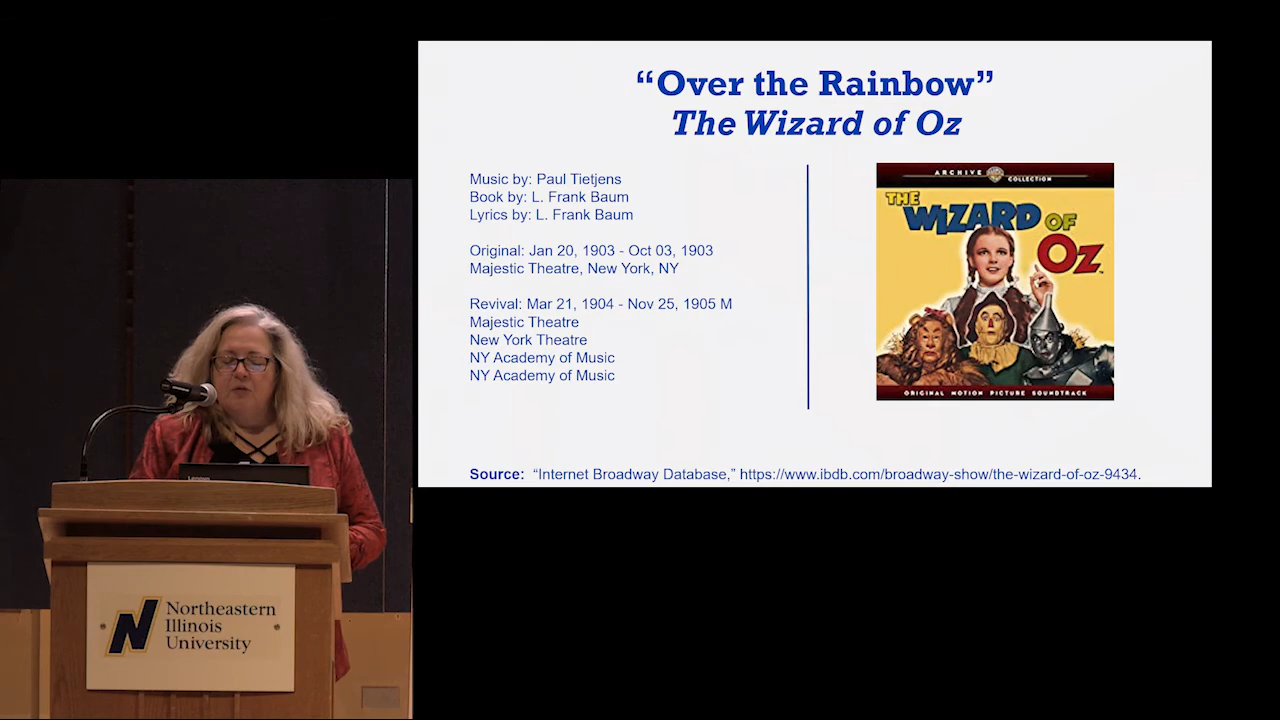 “Over the Rainbow”
The Wizard of Oz
Music by: Paul Tietjens
Book by: L. Frank Baum
Lyrics by: L. Frank Baum
Original: Jan 20, 1903 - Oct 03, 1903
Majestic Theatre, New York, NY
Revival: Mar 21, 1904 - Nov 25, 1905 M
Majestic Theatre
New York Theatre
NY Academy of Music
NY Academy of Music
ARCHIVE COLLECTION
THE
WIZARD OF
OZ
ORIGINAL MOTION PICTURE SOUNDTRACK
Source: “Internet Broadway Database,” https://www.ibdb.com/broadway-show/the-wizard-of-oz-9434.
Lenovo
N Northeastern
Illinois
University